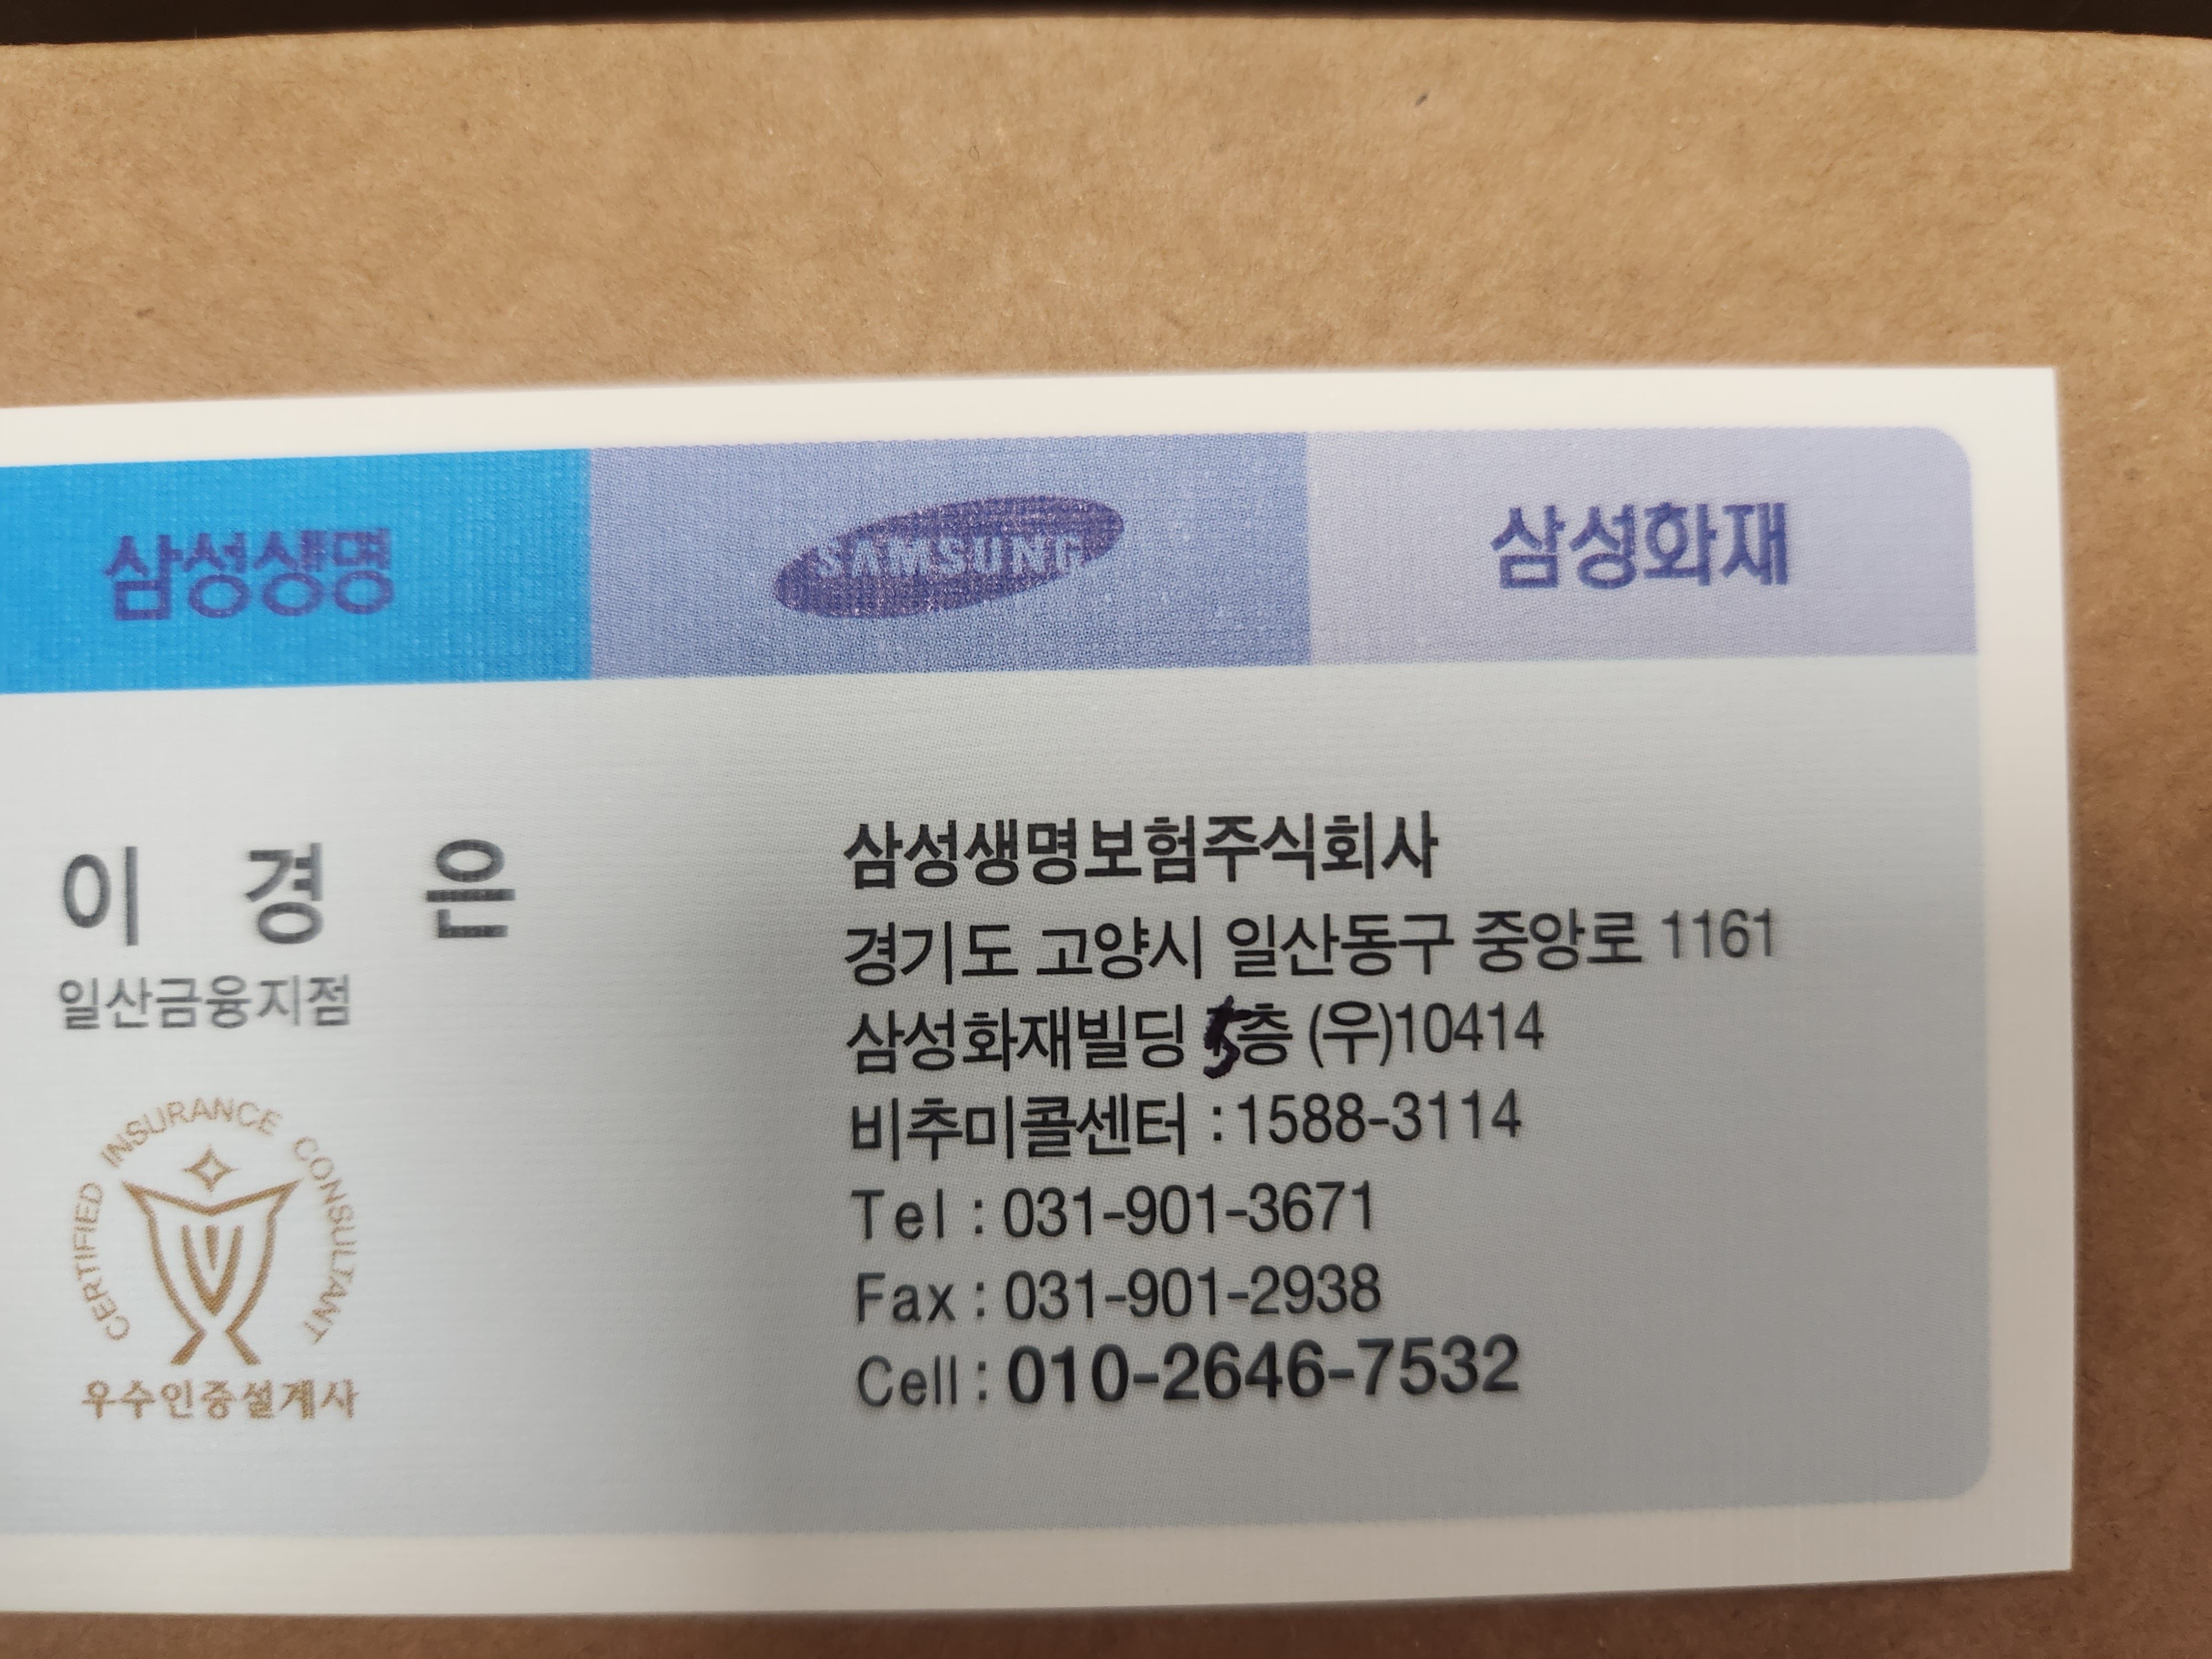 삼성생명
SAMSUNG
삼성화재
이 경 은
일산금융지점
CERTIFIED INSURANCE CONSULTANT
우수인증설계사
삼성생명보험주식회사
경기도 고양시 일산동구 중앙로 1161
삼성화재빌딩 5층 (우)10414
비추미콜센터 : 1588-3114
Tel : 031-901-3671
Fax : 031-901-2938
Cell : 010-2646-7532